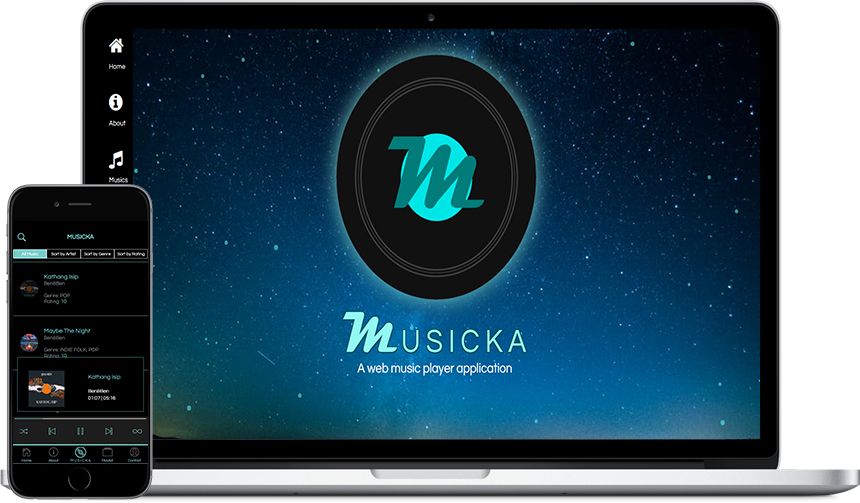 Home
About
Musics
MUSICKA
A web music player application
MUSICKA
All Music
Sort by Artist
Sort by Genre
Sort by Rating
Kathang Isip
Ben&Ben
Genre: POP
Rating: 10
Maybe The Night
Ben&Ben
Genre: INDIE FOLK, POP
Rating: 10
Kathang Isip
Ben&Ben
01:07 | 05:16
Home
About
MUSICKA
Playlist
Contact